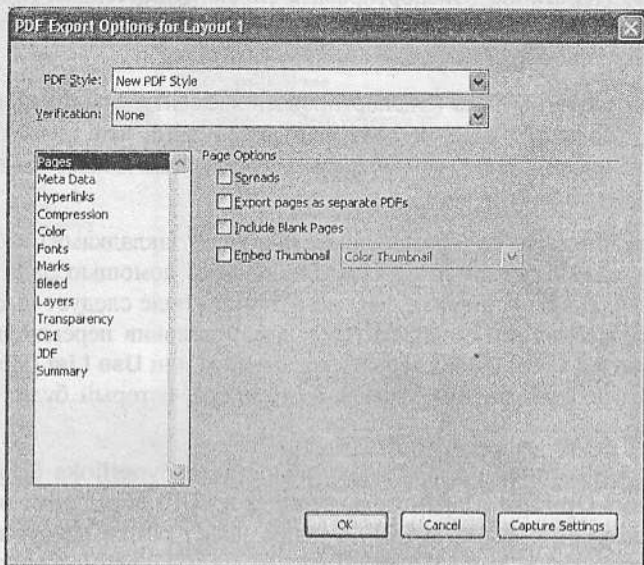 PDF Export Options for Layout 1
PDF Style: New PDF Style
Verification: None
Pages
Meta Data
Hyperlinks
Compression
Color
Fonts
Marks
Bleed
Layers
Transparency
OPI
JDF
Summary
Page Options
Spreads
Export pages as separate PDFs
Include Blank Pages
Embed Thumbnail Color Thumbnail
OK Cancel Capture Settings